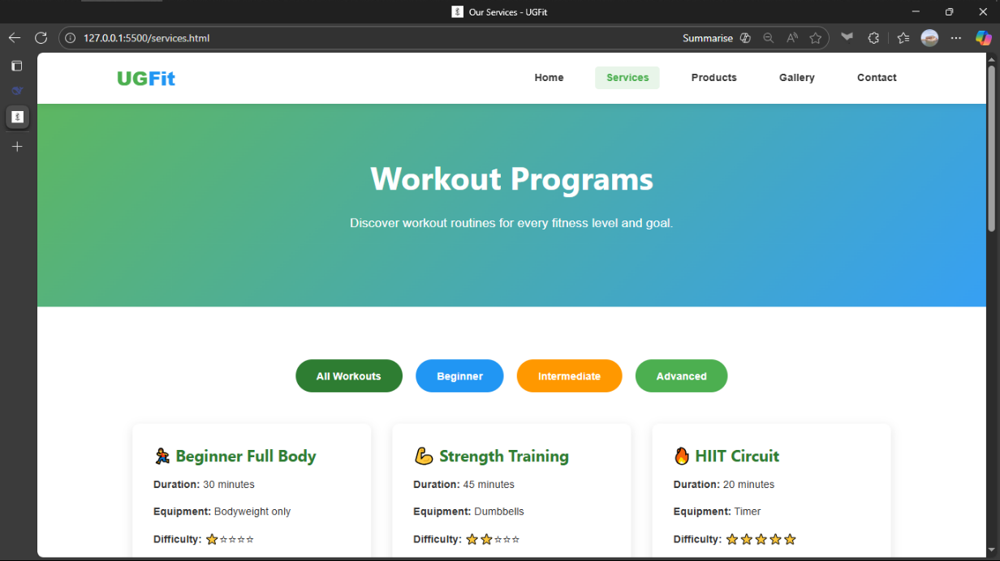 Our Services - UGFit
127.0.0.1:5500/services.html
Summarise
UGFit
Home Services Products Gallery Contact
Workout Programs
Discover workout routines for every fitness level and goal.
All Workouts Beginner Intermediate Advanced
🏃 Beginner Full Body
Duration: 30 minutes
Equipment: Bodyweight only
Difficulty: ⭐☆☆☆☆
💪 Strength Training
Duration: 45 minutes
Equipment: Dumbbells
Difficulty: ⭐⭐☆☆☆
🔥 HIIT Circuit
Duration: 20 minutes
Equipment: Timer
Difficulty: ⭐⭐⭐⭐⭐